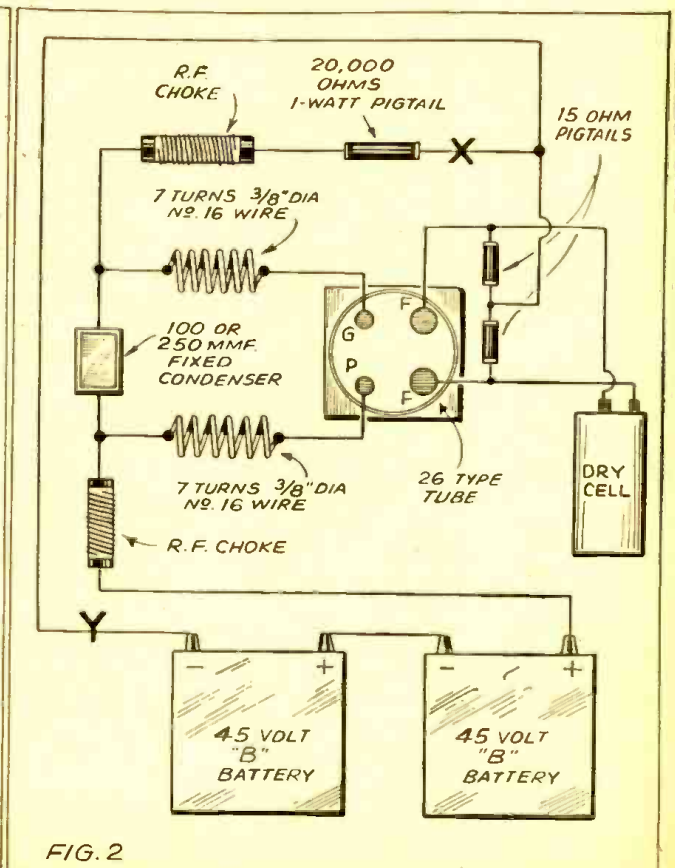 R.F.
CHOKE
20,000
OHMS
1-WATT PIGTAIL
15 OHM
PIGTAILS
X
7 TURNS 3/8" DIA
Nº. 16 WIRE
G
F
P
F
100 OR
250 MMF.
FIXED
CONDENSER
7 TURNS 3/8" DIA
Nº. 16 WIRE
26 TYPE
TUBE
DRY
CELL
R.F. CHOKE
Y
- +
- +
45 VOLT
"B"
BATTERY
45 VOLT
"B"
BATTERY
FIG. 2